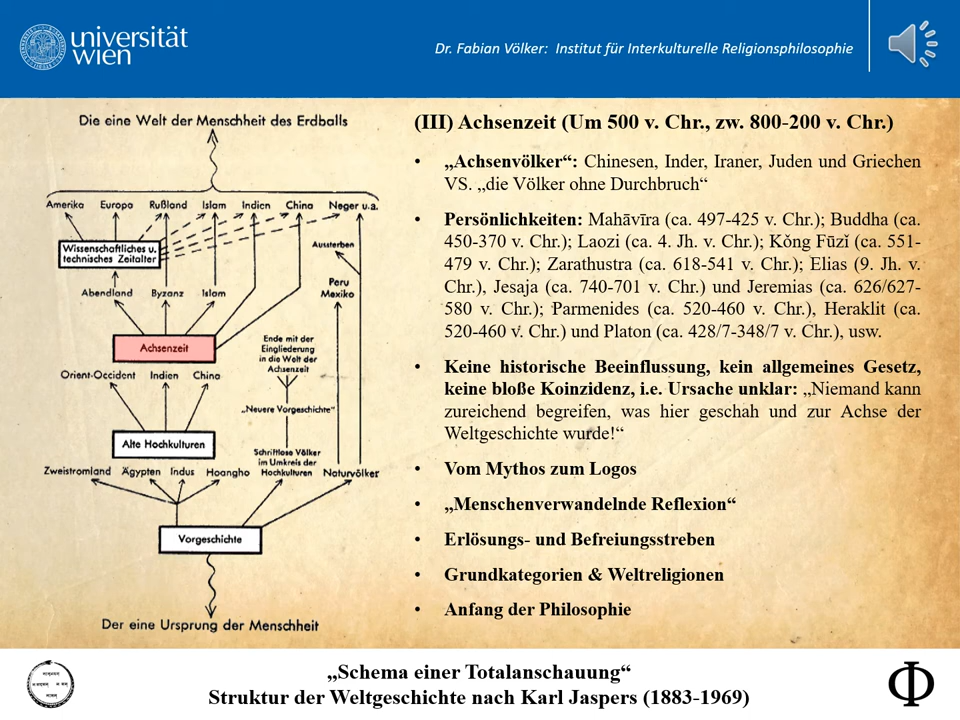 universität
wien
Dr. Fabian Völker: Institut für Interkulturelle Religionsphilosophie
Die eine Welt der Menschheit des Erdballs
Amerika Europa Rußland Islam Indien China Neger u.a.
Wissenschaftliches u.
technisches Zeitalter
Aussterben
Abendland Byzanz Islam
Peru
Mexiko
Achsenzeit
Ende mit der
Eingliederung
in die Welt der
Achsenzeit
Orient-Occident Indien China
„Neuere Vorgeschichte“
Alte Hochkulturen
Schriftlose Völker
im Umkreis der
Hochkulturen
Zweistromland Ägypten Indus Hoangho Naturvölker
Vorgeschichte
Der eine Ursprung der Menschheit
(III) Achsenzeit (Um 500 v. Chr., zw. 800-200 v. Chr.)
• „Achsenvölker“: Chinesen, Inder, Iraner, Juden und Griechen
VS. „die Völker ohne Durchbruch“
• Persönlichkeiten: Mahāvīra (ca. 497-425 v. Chr.); Buddha (ca.
450-370 v. Chr.); Laozi (ca. 4. Jh. v. Chr.); Kǒng Fūzǐ (ca. 551-
479 v. Chr.); Zarathustra (ca. 618-541 v. Chr.); Elias (9. Jh. v.
Chr.), Jesaja (ca. 740-701 v. Chr.) und Jeremias (ca. 626/627-
580 v. Chr.); Parmenides (ca. 520-460 v. Chr.), Heraklit (ca.
520-460 v. Chr.) und Platon (ca. 428/7-348/7 v. Chr.), usw.
• Keine historische Beeinflussung, kein allgemeines Gesetz,
keine bloße Koinzidenz, i.e. Ursache unklar: „Niemand kann
zureichend begreifen, was hier geschah und zur Achse der
Weltgeschichte wurde!“
• Vom Mythos zum Logos
• „Menschenverwandelnde Reflexion“
• Erlösungs- und Befreiungsstreben
• Grundkategorien & Weltreligionen
• Anfang der Philosophie
„Schema einer Totalanschauung“
Struktur der Weltgeschichte nach Karl Jaspers (1883-1969)
Φ